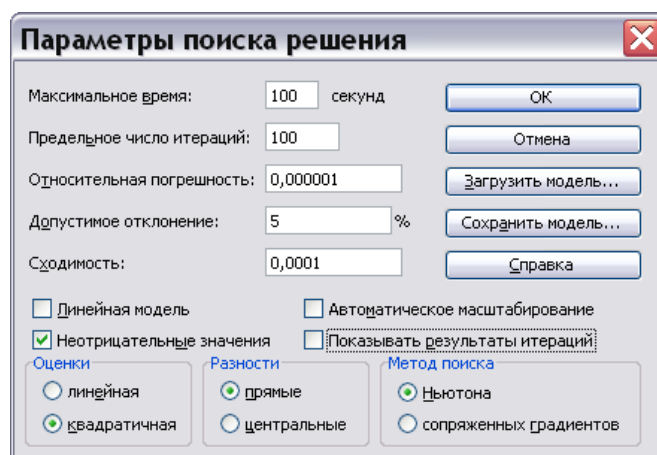 Параметры поиска решения
Максимальное время: 100 секунд ОК
Предельное число итераций: 100 Отмена
Относительная погрешность: 0,000001 Загрузить модель...
Допустимое отклонение: 5 % Сохранить модель...
Сходимость: 0,0001 Справка
Линейная модель Автоматическое масштабирование
Неотрицательные значения Показывать результаты итераций
Оценки Разности Метод поиска
линейная прямые Ньютона
квадратичная центральные сопряженных градиентов